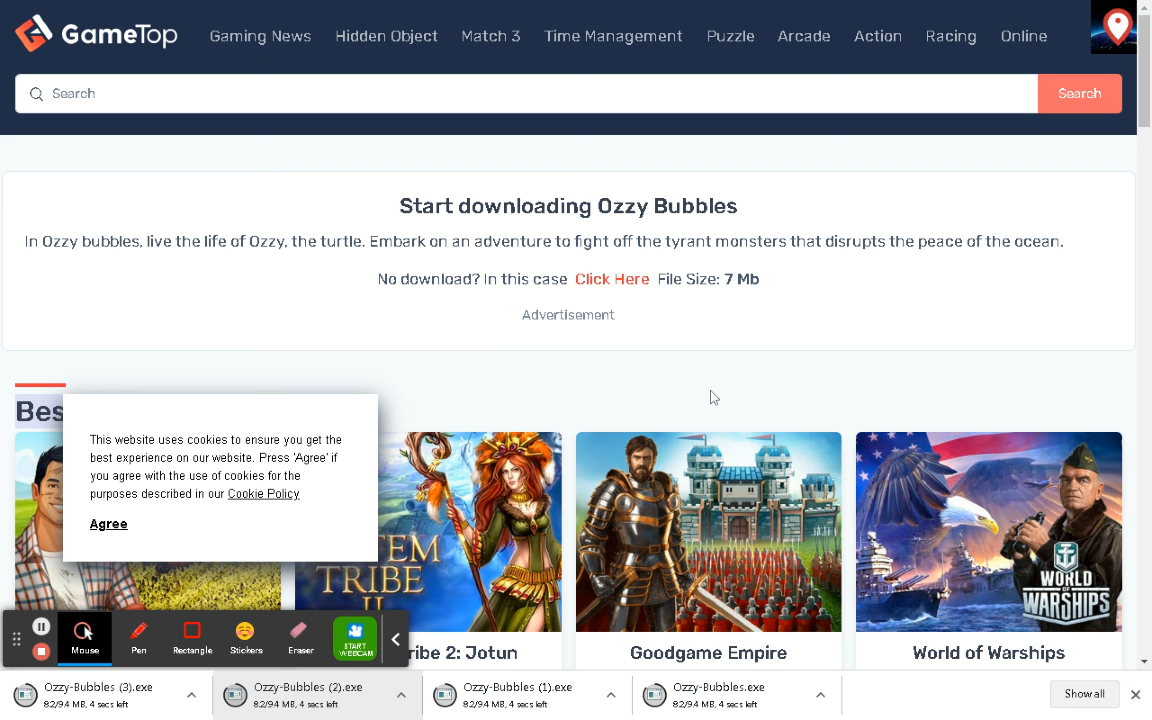 GameTop
Gaming News Hidden Object Match 3 Time Management Puzzle Arcade Action Racing Online
Search Search
Start downloading Ozzy Bubbles
In Ozzy bubbles, live the life of Ozzy, the turtle. Embark on an adventure to fight off the tyrant monsters that disrupts the peace of the ocean.
No download? In this case Click Here File Size: 7 Mb
Advertisement
Bes
This website uses cookies to ensure you get the
best experience on our website. Press 'Agree' if
you agree with the use of cookies for the
purposes described in our Cookie Policy
Agree
TEM
TRIBE
II
WORLD
OF
WARSHIPS
ribe 2: Jotun
Goodgame Empire
World of Warships
Mouse Pen Rectangle Stickers Eraser START WEBCAM
Ozzy-Bubbles (3).exe
8.2/9.4 MB, 4 secs left
Ozzy-Bubbles (2).exe
8.2/9.4 MB, 4 secs left
Ozzy-Bubbles (1).exe
8.2/9.4 MB, 4 secs left
Ozzy-Bubbles.exe
8.2/9.4 MB, 4 secs left
Show all